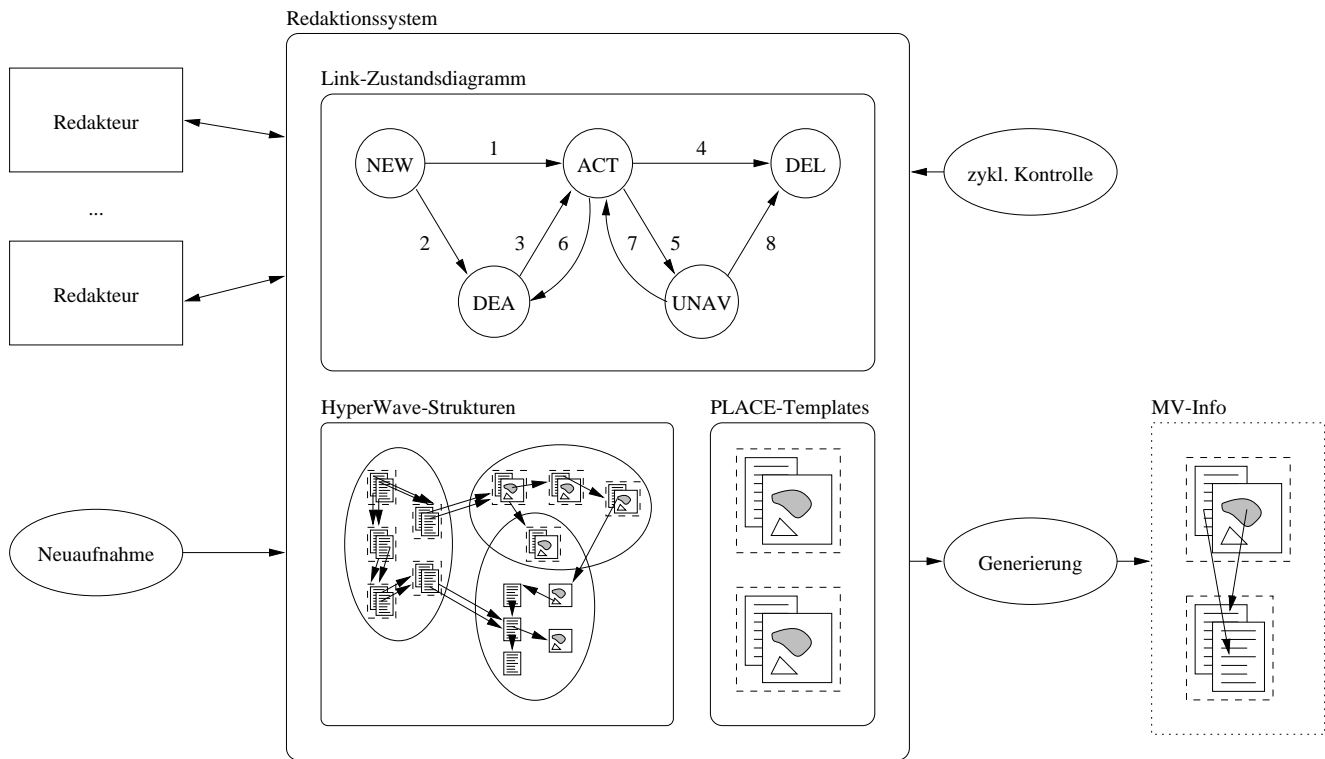 Redaktionssystem
Link-Zustandsdiagramm
Redakteur
...
Redakteur
NEW
1
ACT
4
DEL
2
3
6
7
5
8
DEA
UNAV
zykl. Kontrolle
HyperWave-Strukturen
PLACE-Templates
MV-Info
Neuaufnahme
Generierung